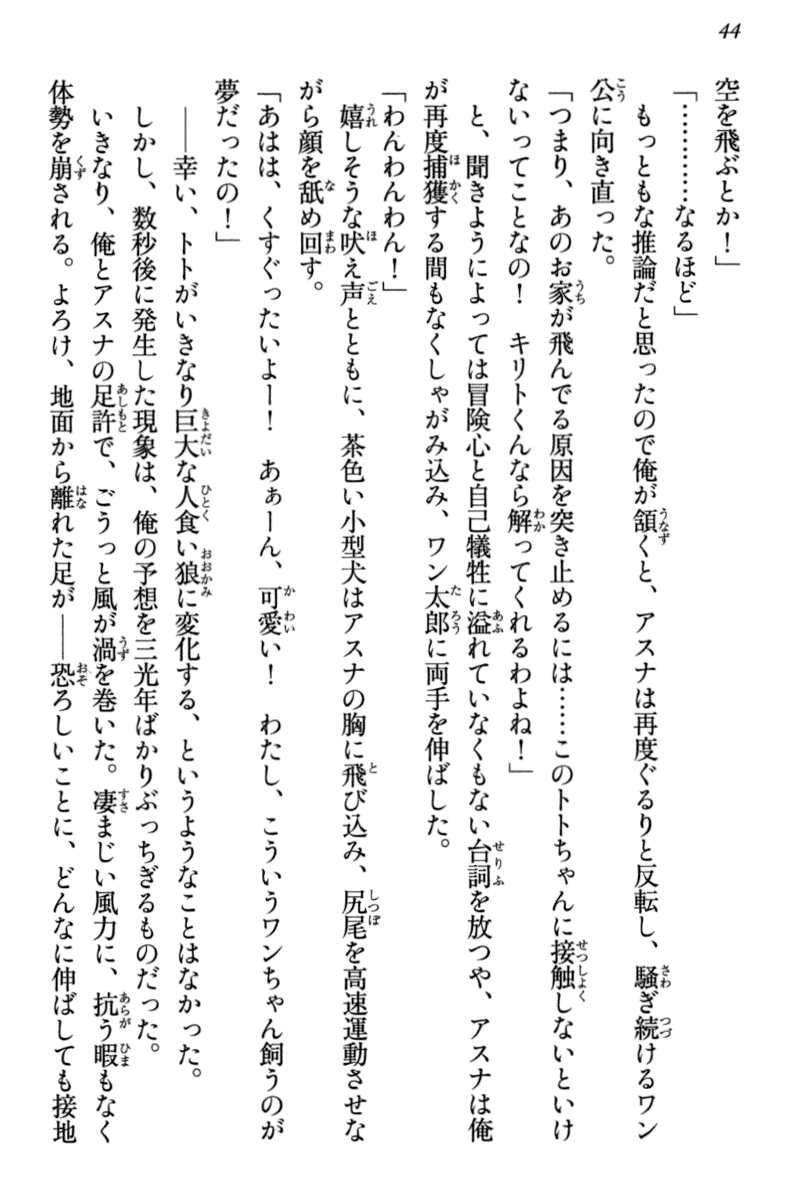 44
空を飛ぶとか！」
「…………なるほど」
もっともな推論だと思ったので俺が頷くと、アスナは再度ぐるりと反転し、騒ぎ続けるワン
公に向き直った。
「つまり、あのお家が飛んでる原因を突き止めるには……このトトちゃんに接触しないといけ
ないってことなの！　キリトくんなら解ってくれるわよね！」
と、聞きようによっては冒険心と自己犠牲に溢れていなくもない台詞を放つや、アスナは俺
が再度捕獲する間もなくしゃがみ込み、ワン太郎に両手を伸ばした。
「わんわんわん！」
嬉しそうな吠え声とともに、茶色い小型犬はアスナの胸に飛び込み、尻尾を高速運動させな
がら顔を舐め回す。
「あはは、くすぐったいよー！　あぁーん、可愛い！　わたし、こういうワンちゃん飼うのが
夢だったの！」
――幸い、トトがいきなり巨大な人食い狼に変化する、というようなことはなかった。
しかし、数秒後に発生した現象は、俺の予想を三光年ばかりぶっちぎるものだった。
いきなり、俺とアスナの足許で、ごうっと風が渦を巻いた。凄まじい風力に、抗う暇もなく
体勢を崩される。よろけ、地面から離れた足が――恐ろしいことに、どんなに伸ばしても接地